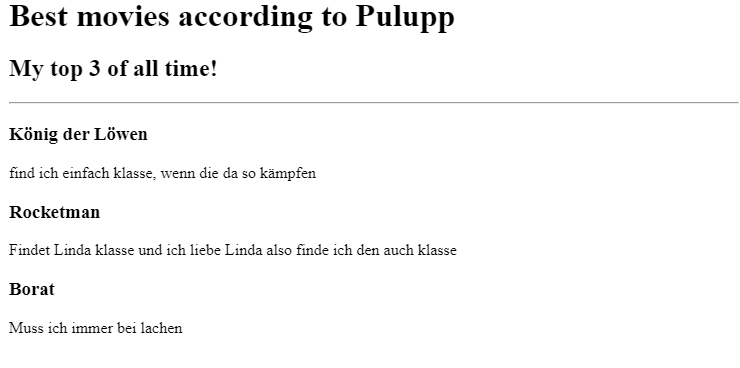 Best movies according to Pulupp
My top 3 of all time!
König der Löwen
find ich einfach klasse, wenn die da so kämpfen
Rocketman
Findet Linda klasse und ich liebe Linda also finde ich den auch klasse
Borat
Muss ich immer bei lachen